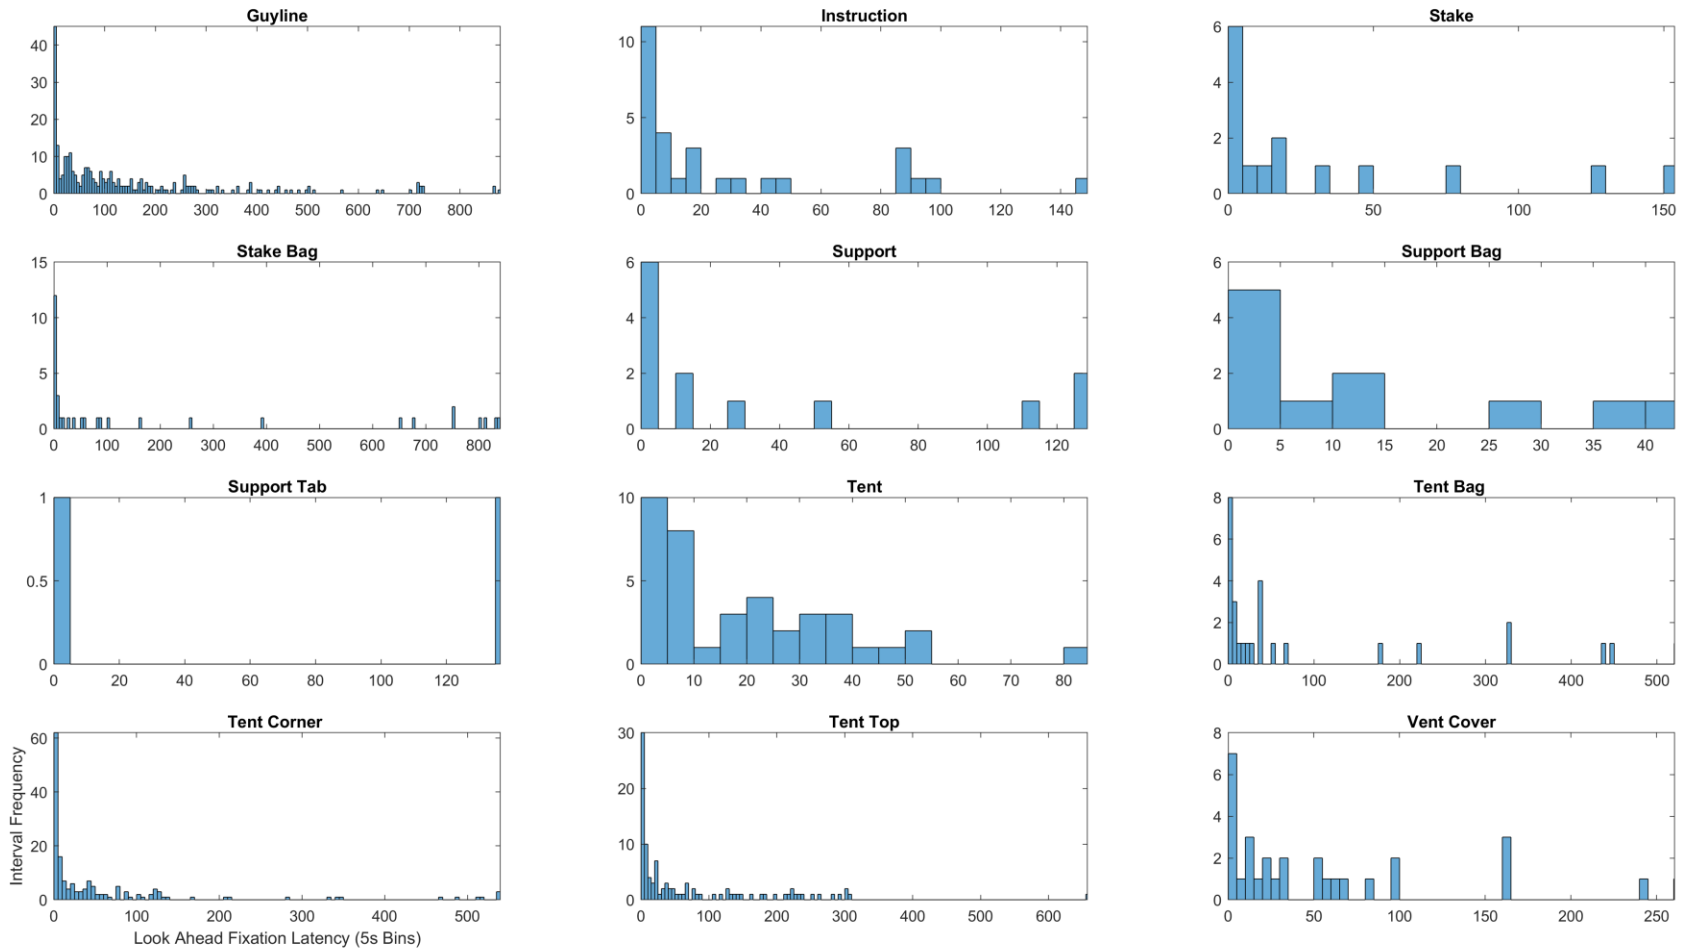 Guyline
40
30
20
10
0
0 100 200 300 400 500 600 700 800
Instruction
10
5
0
0 20 40 60 80 100 120 140
Stake
6
4
2
0
0 50 100 150
Stake Bag
15
10
5
0
0 100 200 300 400 500 600 700 800
Support
6
4
2
0
0 20 40 60 80 100 120
Support Bag
6
4
2
0
0 5 10 15 20 25 30 35 40
Support Tab
1
0.5
0
0 20 40 60 80 100 120
Tent
10
5
0
0 10 20 30 40 50 60 70 80
Tent Bag
8
6
4
2
0
0 100 200 300 400 500
Tent Corner
60
40
20
0
0 100 200 300 400 500
Interval Frequency
Look Ahead Fixation Latency (5s Bins)
Tent Top
30
20
10
0
0 100 200 300 400 500 600
Vent Cover
8
6
4
2
0
0 50 100 150 200 250